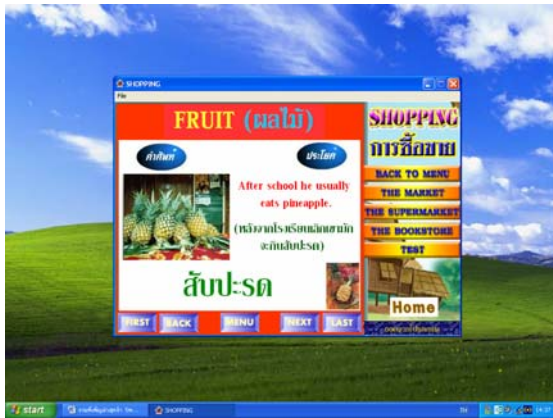 SHOPPING
File
FRUIT (ผลไม้)
คำศัพท์
ประโยค
After school he usually
eats pineapple.
(หลังจากโรงเรียนเลิกเขามัก
จะกินสับปะรด)
สับปะรด
FIRST
BACK
MENU
NEXT
LAST
SHOPPING
การซื้อขาย
BACK TO MENU
THE MARKET
THE SUPERMARKET
THE BOOKSTORE
TEST
Home
start
SHOPPING
TH